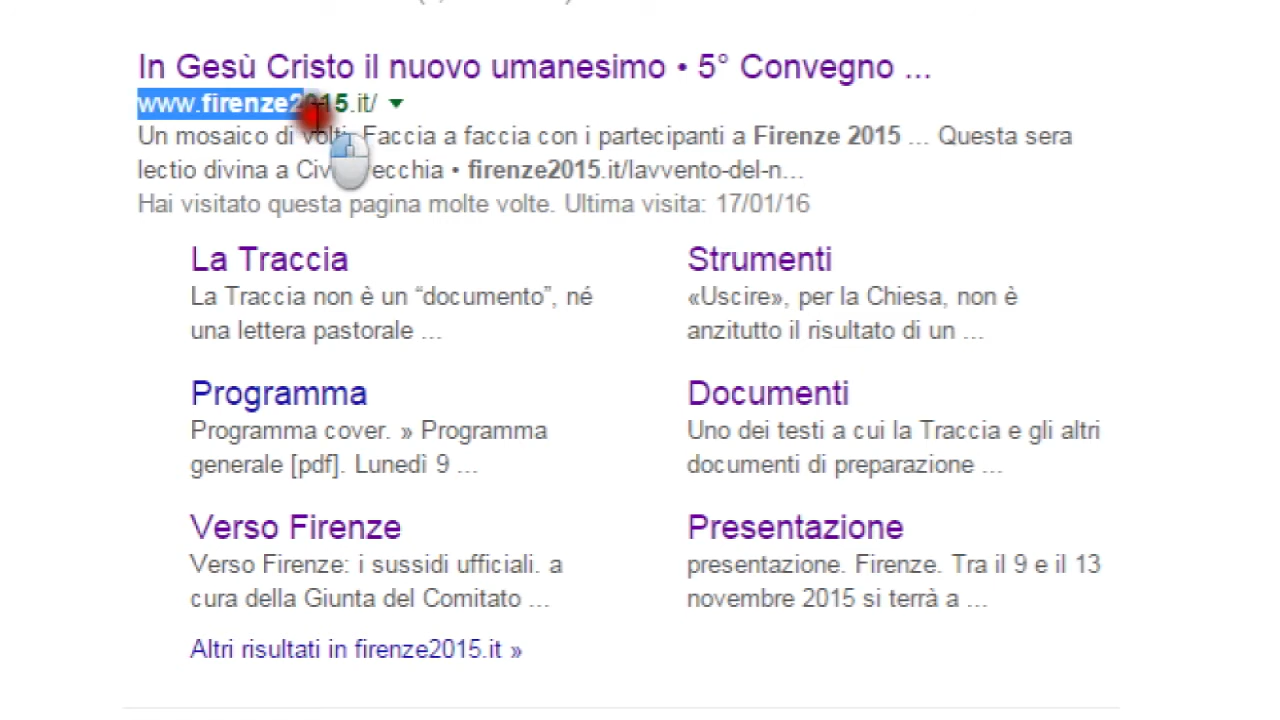 In Gesù Cristo il nuovo umanesimo • 5° Convegno ...
www.firenze2015.it/
Un mosaico di volti. Faccia a faccia con i partecipanti a Firenze 2015 ... Questa sera
lectio divina a Civitavecchia • firenze2015.it/lavvento-del-n...
Hai visitato questa pagina molte volte. Ultima visita: 17/01/16
La Traccia
La Traccia non è un “documento”, né
una lettera pastorale ...
Strumenti
«Uscire», per la Chiesa, non è
anzitutto il risultato di un ...
Programma
Programma cover. » Programma
generale [pdf]. Lunedì 9 ...
Documenti
Uno dei testi a cui la Traccia e gli altri
documenti di preparazione ...
Verso Firenze
Verso Firenze: i sussidi ufficiali. a
cura della Giunta del Comitato ...
Presentazione
presentazione. Firenze. Tra il 9 e il 13
novembre 2015 si terrà a ...
Altri risultati in firenze2015.it »